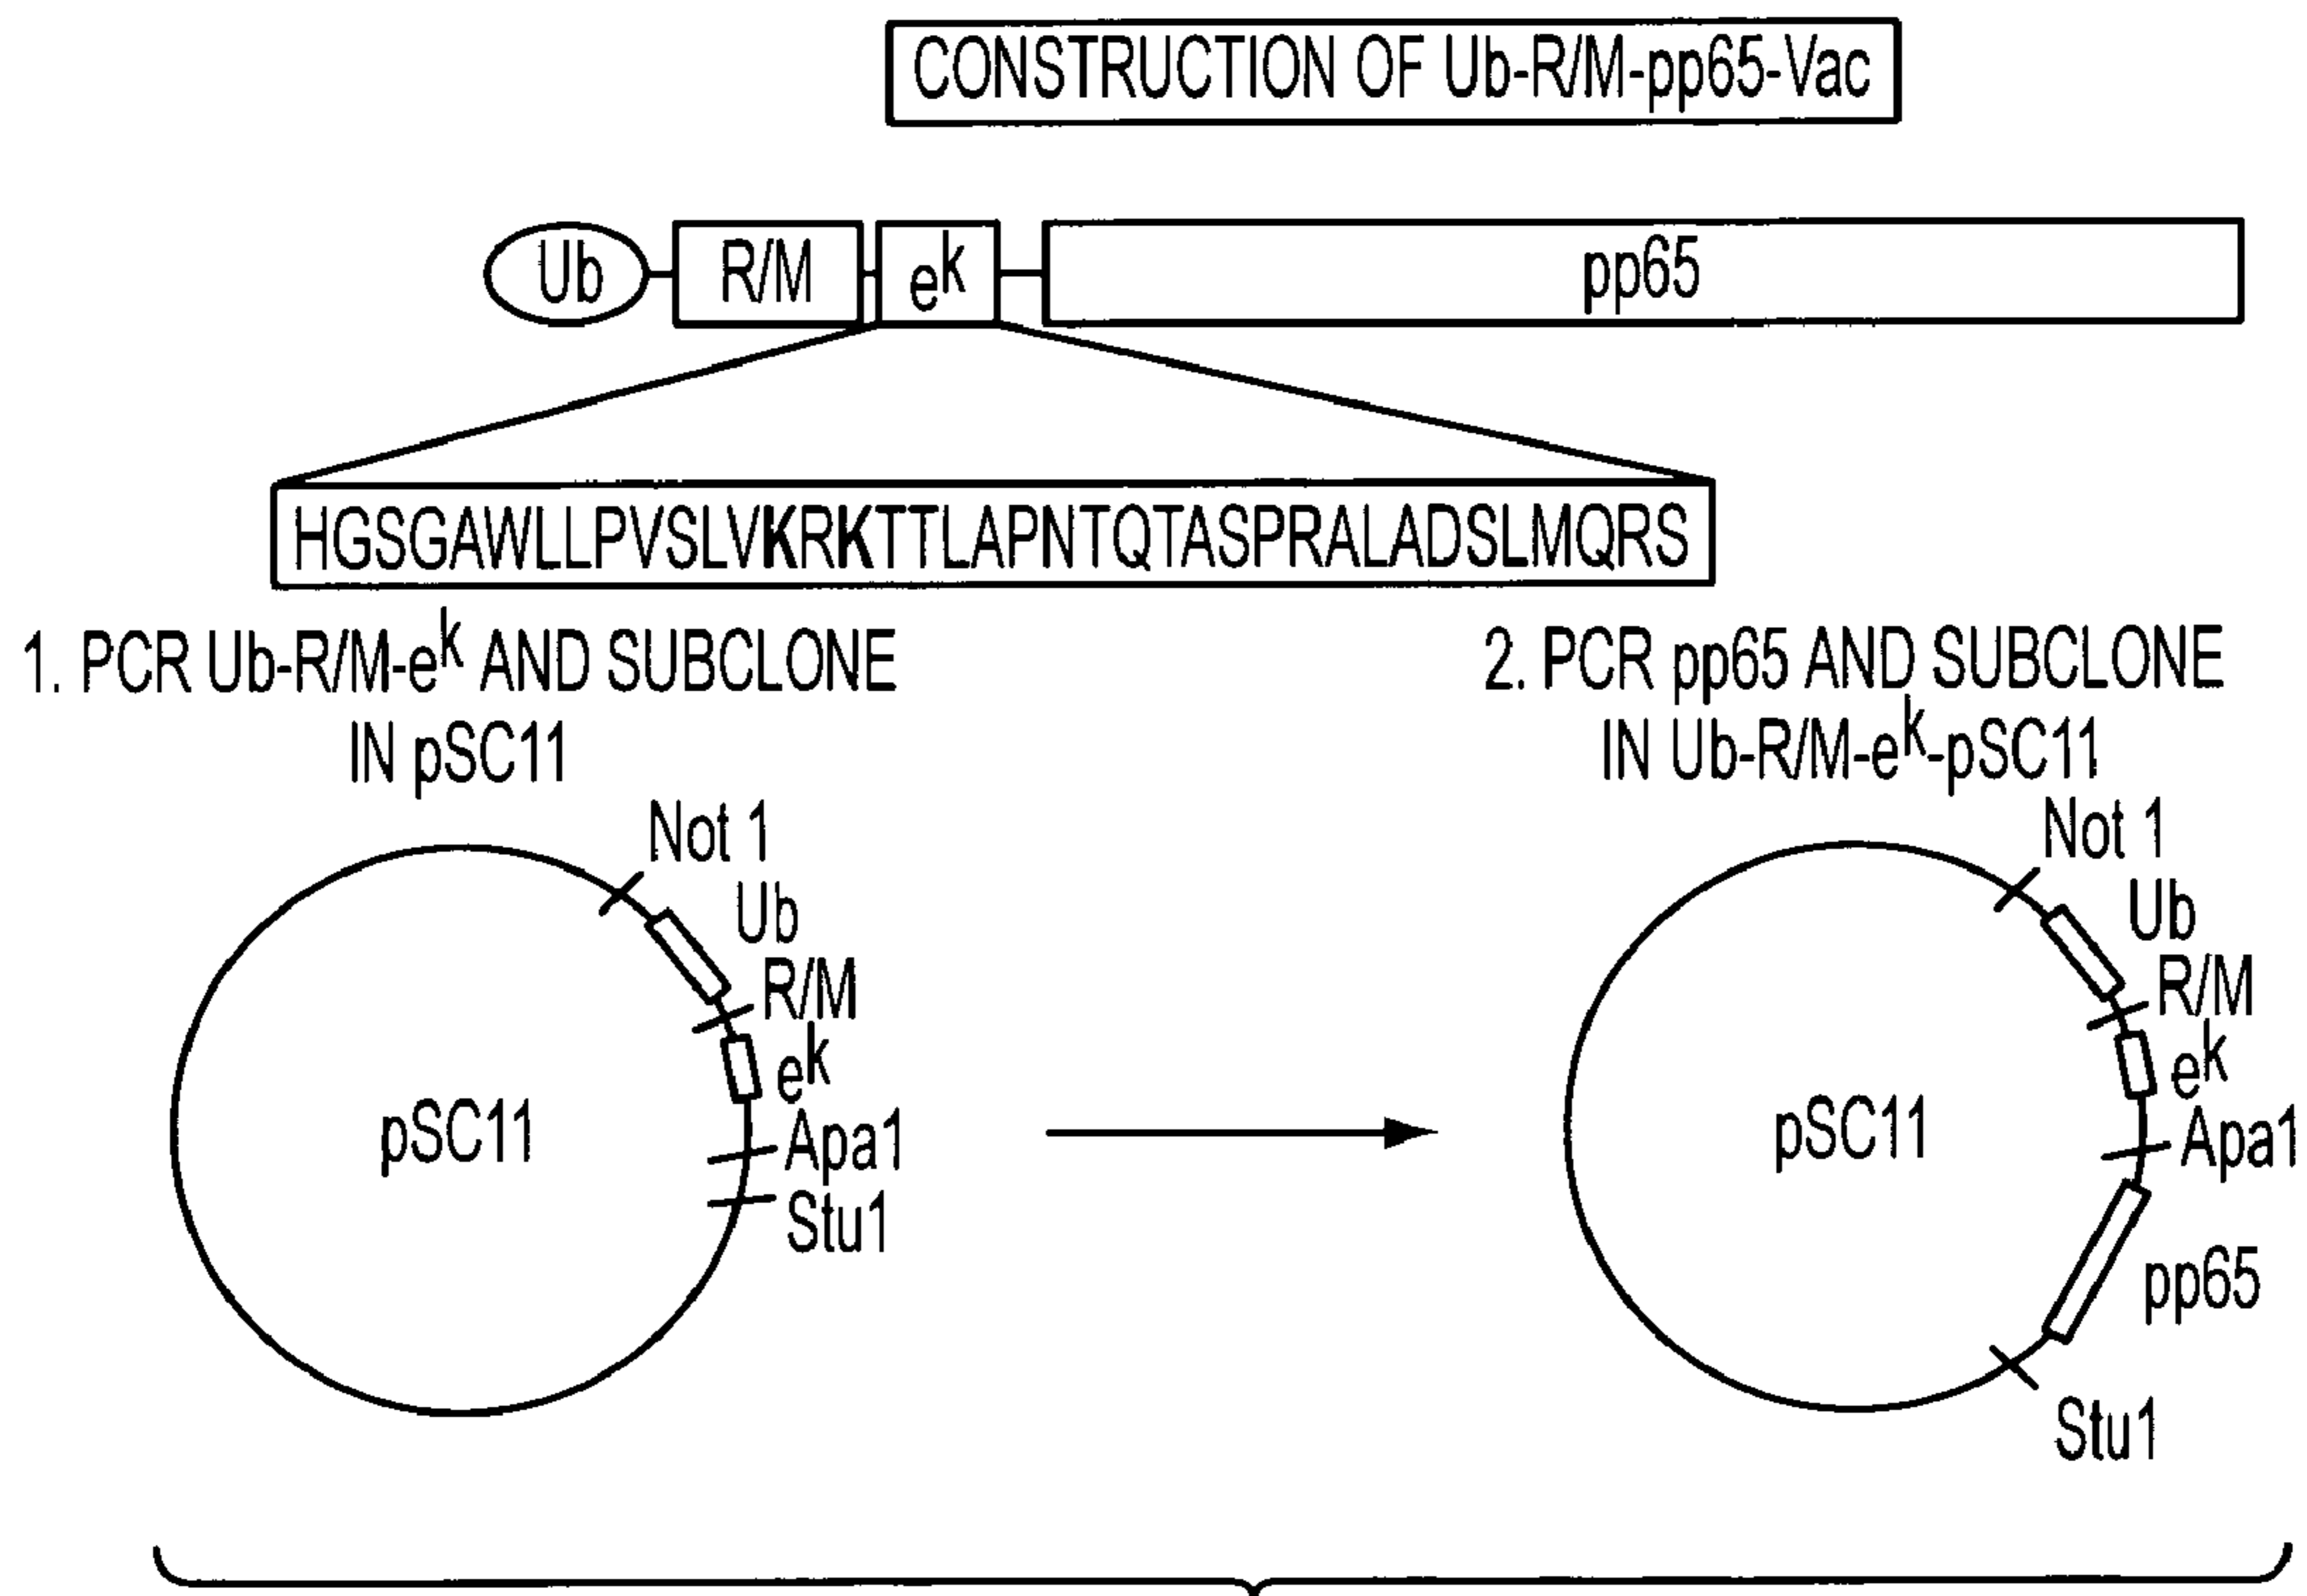 CONSTRUCTION OF Ub-R/M-pp65-Vac
Ub R/M eᵏ pp65
HGSGAWLLPVSLVKRKTTLAPNTQTASPRALADSLMQRS
1. PCR Ub-R/M-eᵏ AND SUBCLONE
IN pSC11
Not 1
Ub
R/M
eᵏ
Apa1
Stu1
pSC11
2. PCR pp65 AND SUBCLONE
IN Ub-R/M-eᵏ-pSC11
Not 1
Ub
R/M
eᵏ
Apa1
pp65
Stu1
pSC11